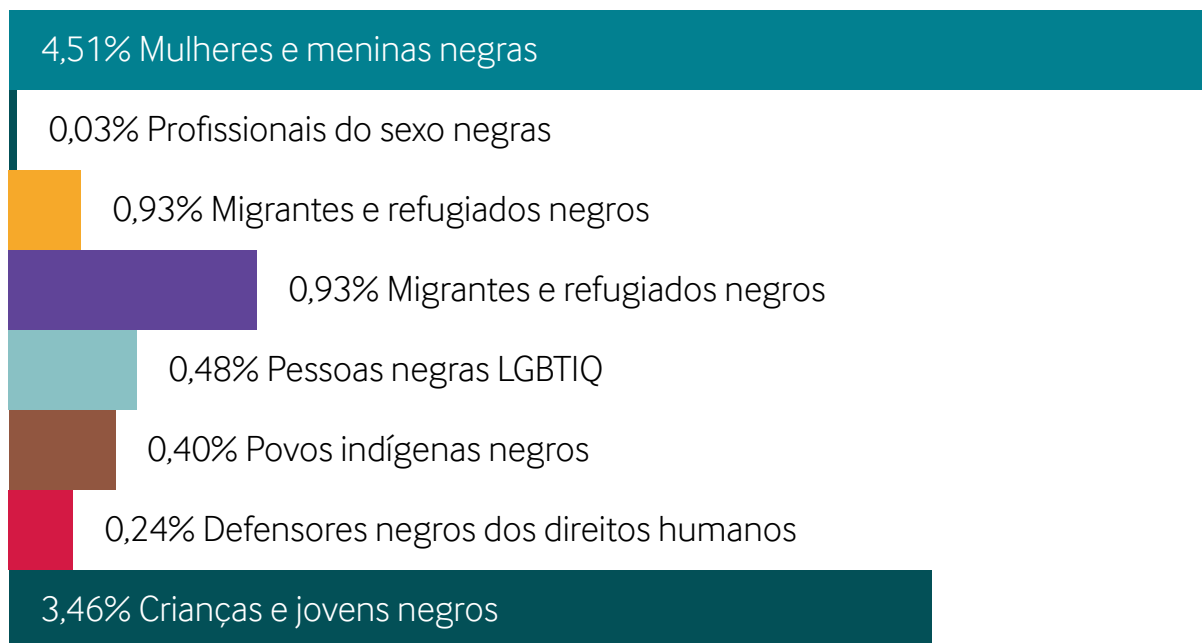 4,51% Mulheres e meninas negras
0,03% Profissionais do sexo negras
0,93% Migrantes e refugiados negros
0,93% Migrantes e refugiados negros
0,48% Pessoas negras LGBTIQ
0,40% Povos indígenas negros
0,24% Defensores negros dos direitos humanos
3,46% Crianças e jovens negros